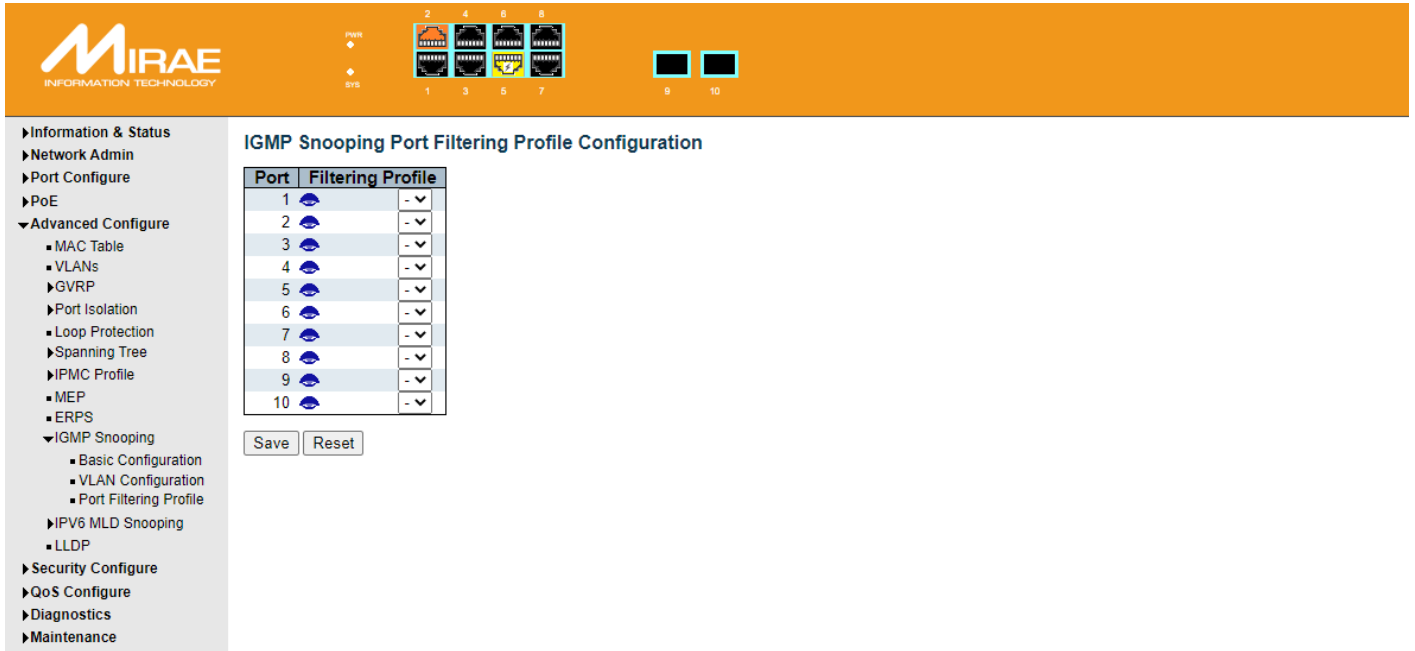 2 4 6 8
PWR
MIRAE
INFORMATION TECHNOLOGY
SYS
1 3 5 7 9 10
Information & Status
Network Admin
Port Configure
PoE
Advanced Configure
MAC Table
VLANs
GVRP
Port Isolation
Loop Protection
Spanning Tree
IPMC Profile
MEP
ERPS
IGMP Snooping
Basic Configuration
VLAN Configuration
Port Filtering Profile
IPV6 MLD Snooping
LLDP
Security Configure
QoS Configure
Diagnostics
Maintenance
IGMP Snooping Port Filtering Profile Configuration
Port Filtering Profile
1 -
2 -
3 -
4 -
5 -
6 -
7 -
8 -
9 -
10 -
Save Reset